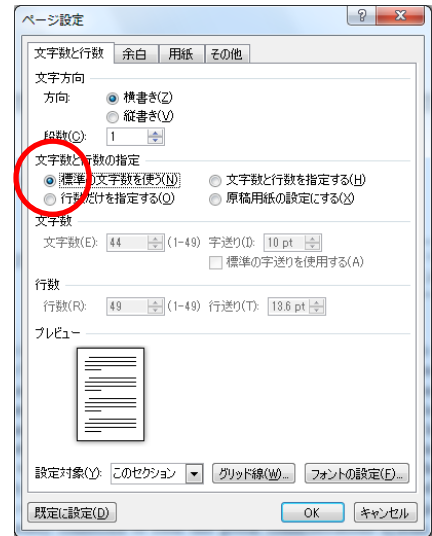 ページ設定
文字数と行数 余白 用紙 その他
文字方向
方向: 横書き(Z)
縦書き(V)
段数(C): 1
文字数と行数の指定
標準の文字数を使う(N) 文字数と行数を指定する(H)
行数だけを指定する(O) 原稿用紙の設定にする(X)
文字数
文字数(E): 44 (1-49) 字送り(I): 10 pt
標準の字送りを使用する(A)
行数
行数(R): 49 (1-49) 行送り(T): 13.6 pt
プレビュー
設定対象(Y): このセクション グリッド線(W)... フォントの設定(F)...
既定に設定(D) OK キャンセル